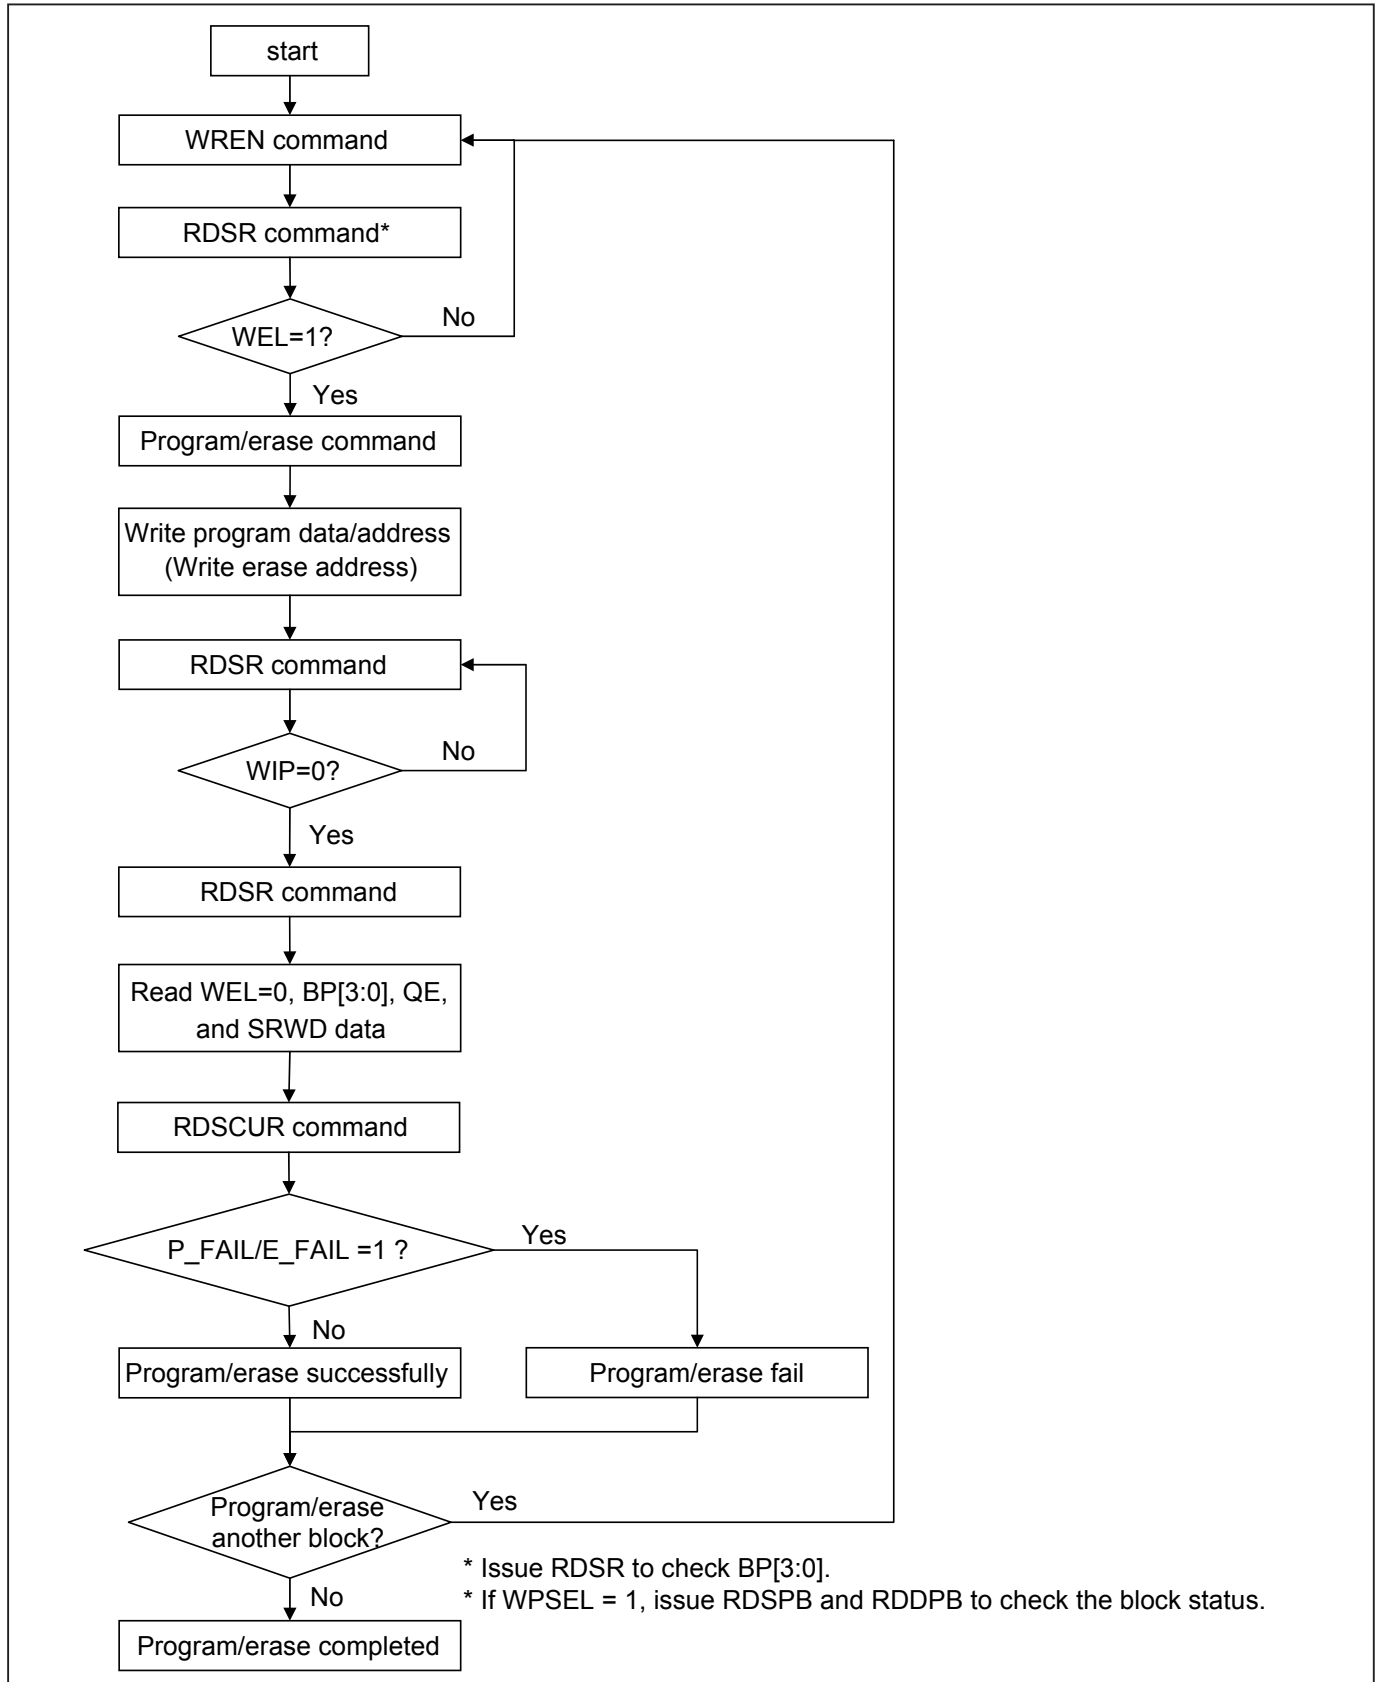 start
WREN command
RDSR command*
WEL=1?
No
Yes
Program/erase command
Write program data/address
(Write erase address)
RDSR command
WIP=0?
No
Yes
RDSR command
Read WEL=0, BP[3:0], QE,
and SRWD data
RDSCUR command
P_FAIL/E_FAIL =1 ?
Yes
No
Program/erase successfully
Program/erase fail
Program/erase
another block?
Yes
* Issue RDSR to check BP[3:0].
* If WPSEL = 1, issue RDSPB and RDDPB to check the block status.
No
Program/erase completed